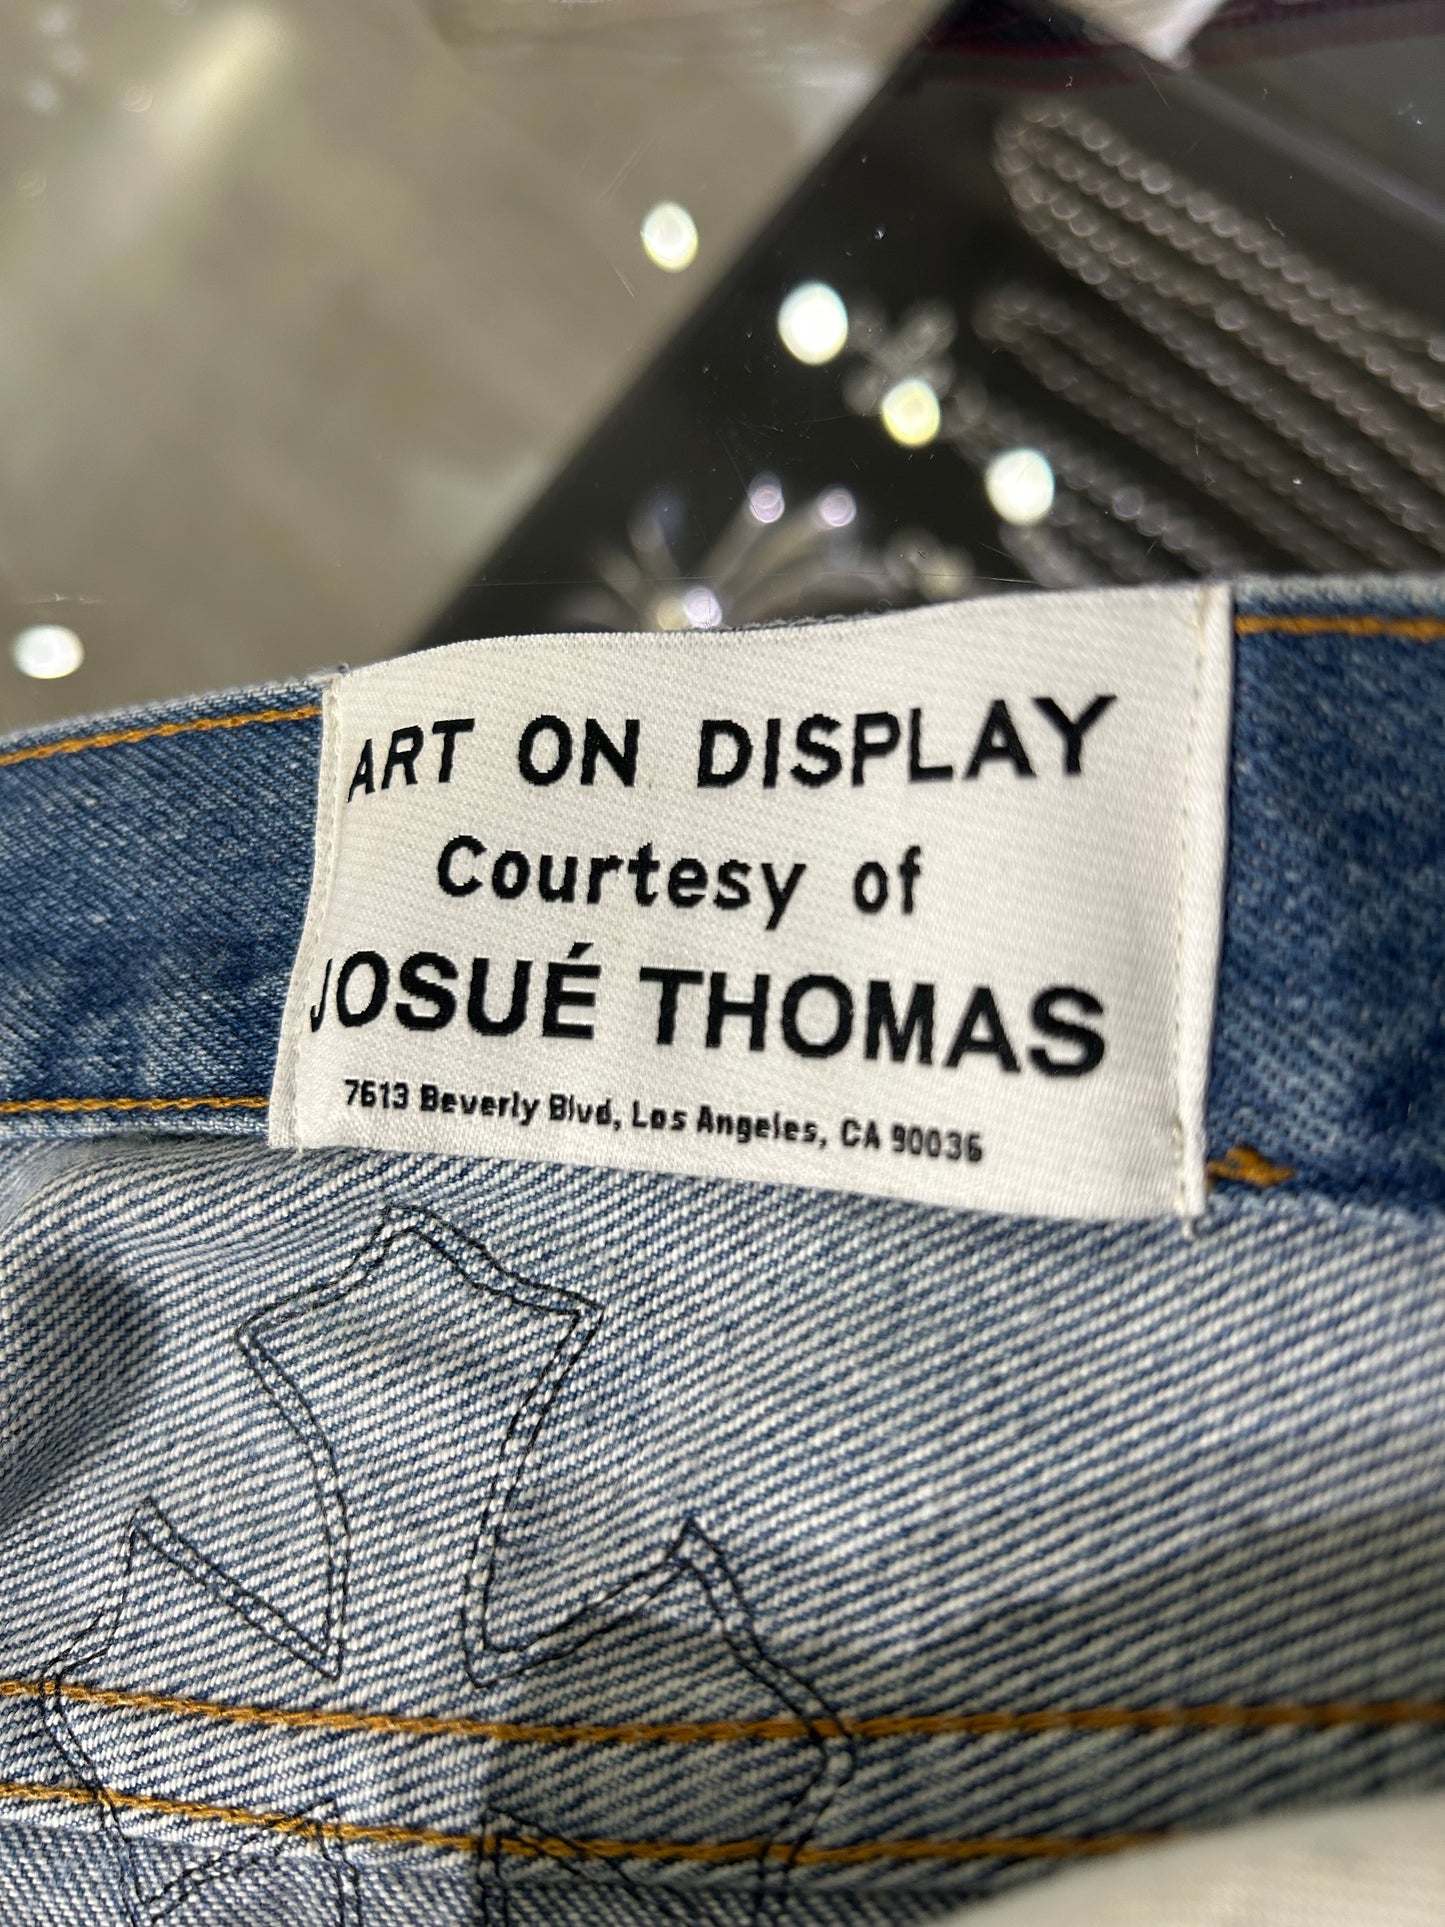 ART ON DISPLAY
Courtesy of
JOSUÉ THOMAS
7613 Beverly Blvd, Los Angeles, CA 90036